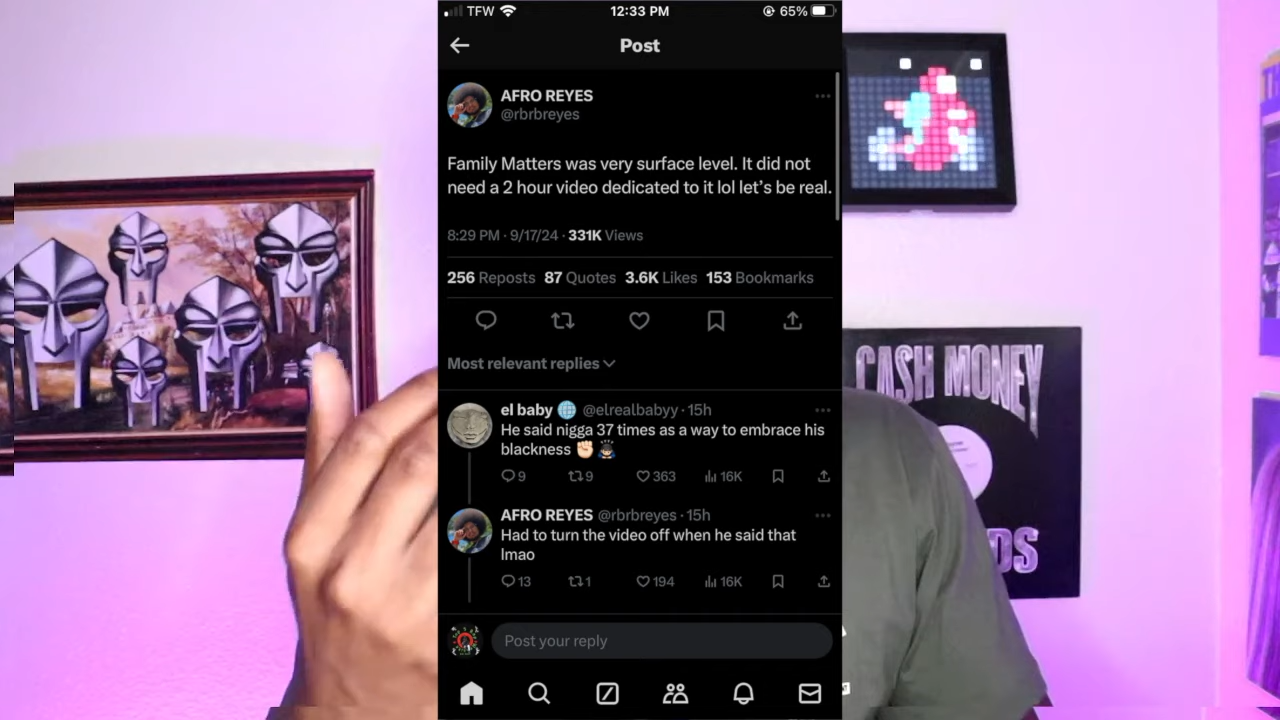 TFW
12:33 PM
65%
Post
AFRO REYES
@rbrbreyes
Family Matters was very surface level. It did not
need a 2 hour video dedicated to it lol let’s be real.
8:29 PM · 9/17/24 · 331K Views
256 Reposts 87 Quotes 3.6K Likes 153 Bookmarks
Most relevant replies
el baby 🌐 @elrealbabyy · 15h
He said nigga 37 times as a way to embrace his
blackness
9 9 363 16K
AFRO REYES @rbrbreyes · 15h
Had to turn the video off when he said that
lmao
13 1 194 16K
Post your reply
CASH MONEY
DS